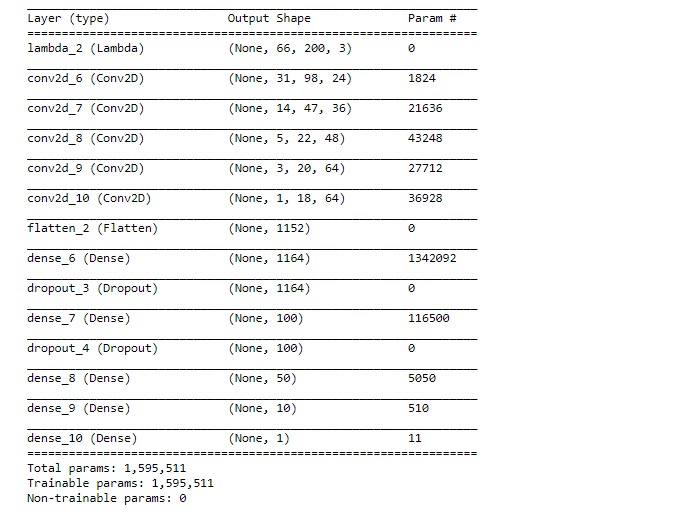 Layer (type) Output Shape Param #
=================================================================
lambda_2 (Lambda) (None, 66, 200, 3) 0
conv2d_6 (Conv2D) (None, 31, 98, 24) 1824
conv2d_7 (Conv2D) (None, 14, 47, 36) 21636
conv2d_8 (Conv2D) (None, 5, 22, 48) 43248
conv2d_9 (Conv2D) (None, 3, 20, 64) 27712
conv2d_10 (Conv2D) (None, 1, 18, 64) 36928
flatten_2 (Flatten) (None, 1152) 0
dense_6 (Dense) (None, 1164) 1342092
dropout_3 (Dropout) (None, 1164) 0
dense_7 (Dense) (None, 100) 116500
dropout_4 (Dropout) (None, 100) 0
dense_8 (Dense) (None, 50) 5050
dense_9 (Dense) (None, 10) 510
dense_10 (Dense) (None, 1) 11
=================================================================
Total params: 1,595,511
Trainable params: 1,595,511
Non-trainable params: 0